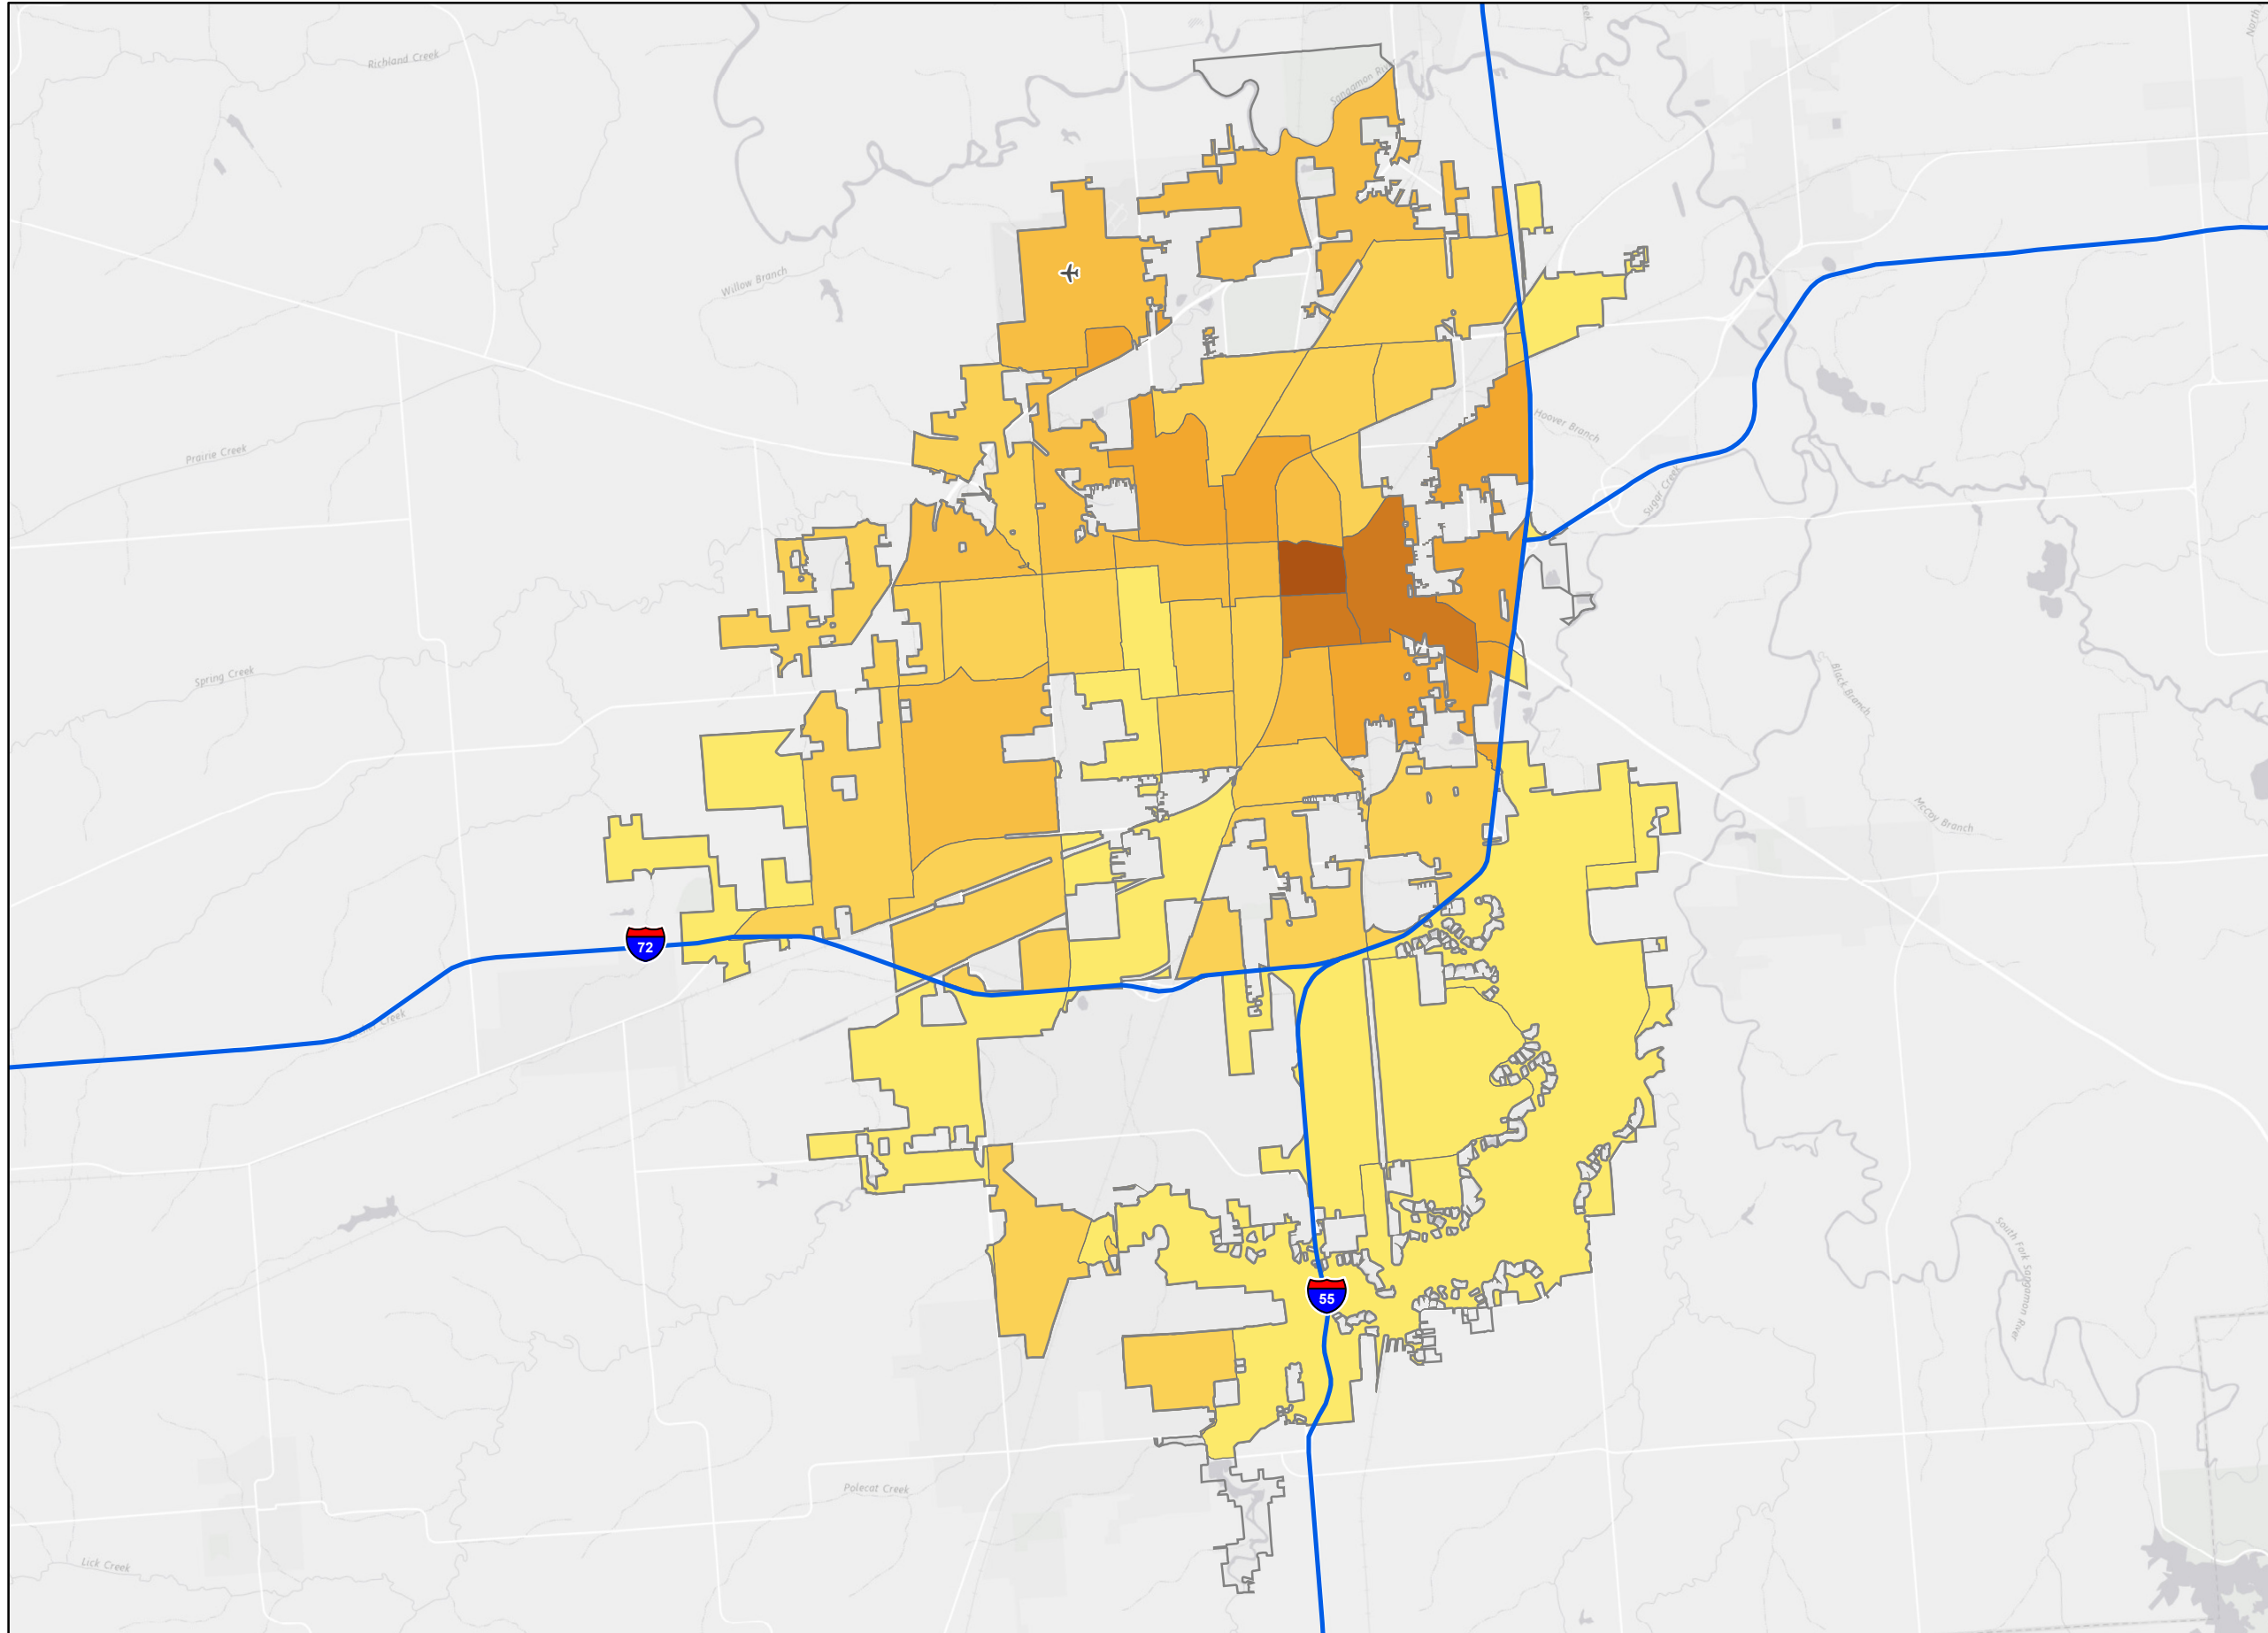 Richland Creek
Sangamon River
Willow Branch
Hoover Branch
Prairie Creek
Sugar Creek
Spring Creek
Black Branch
McCoy Branch
72
Creek
South Fork Sangamon River
55
Polecat Creek
Lick Creek